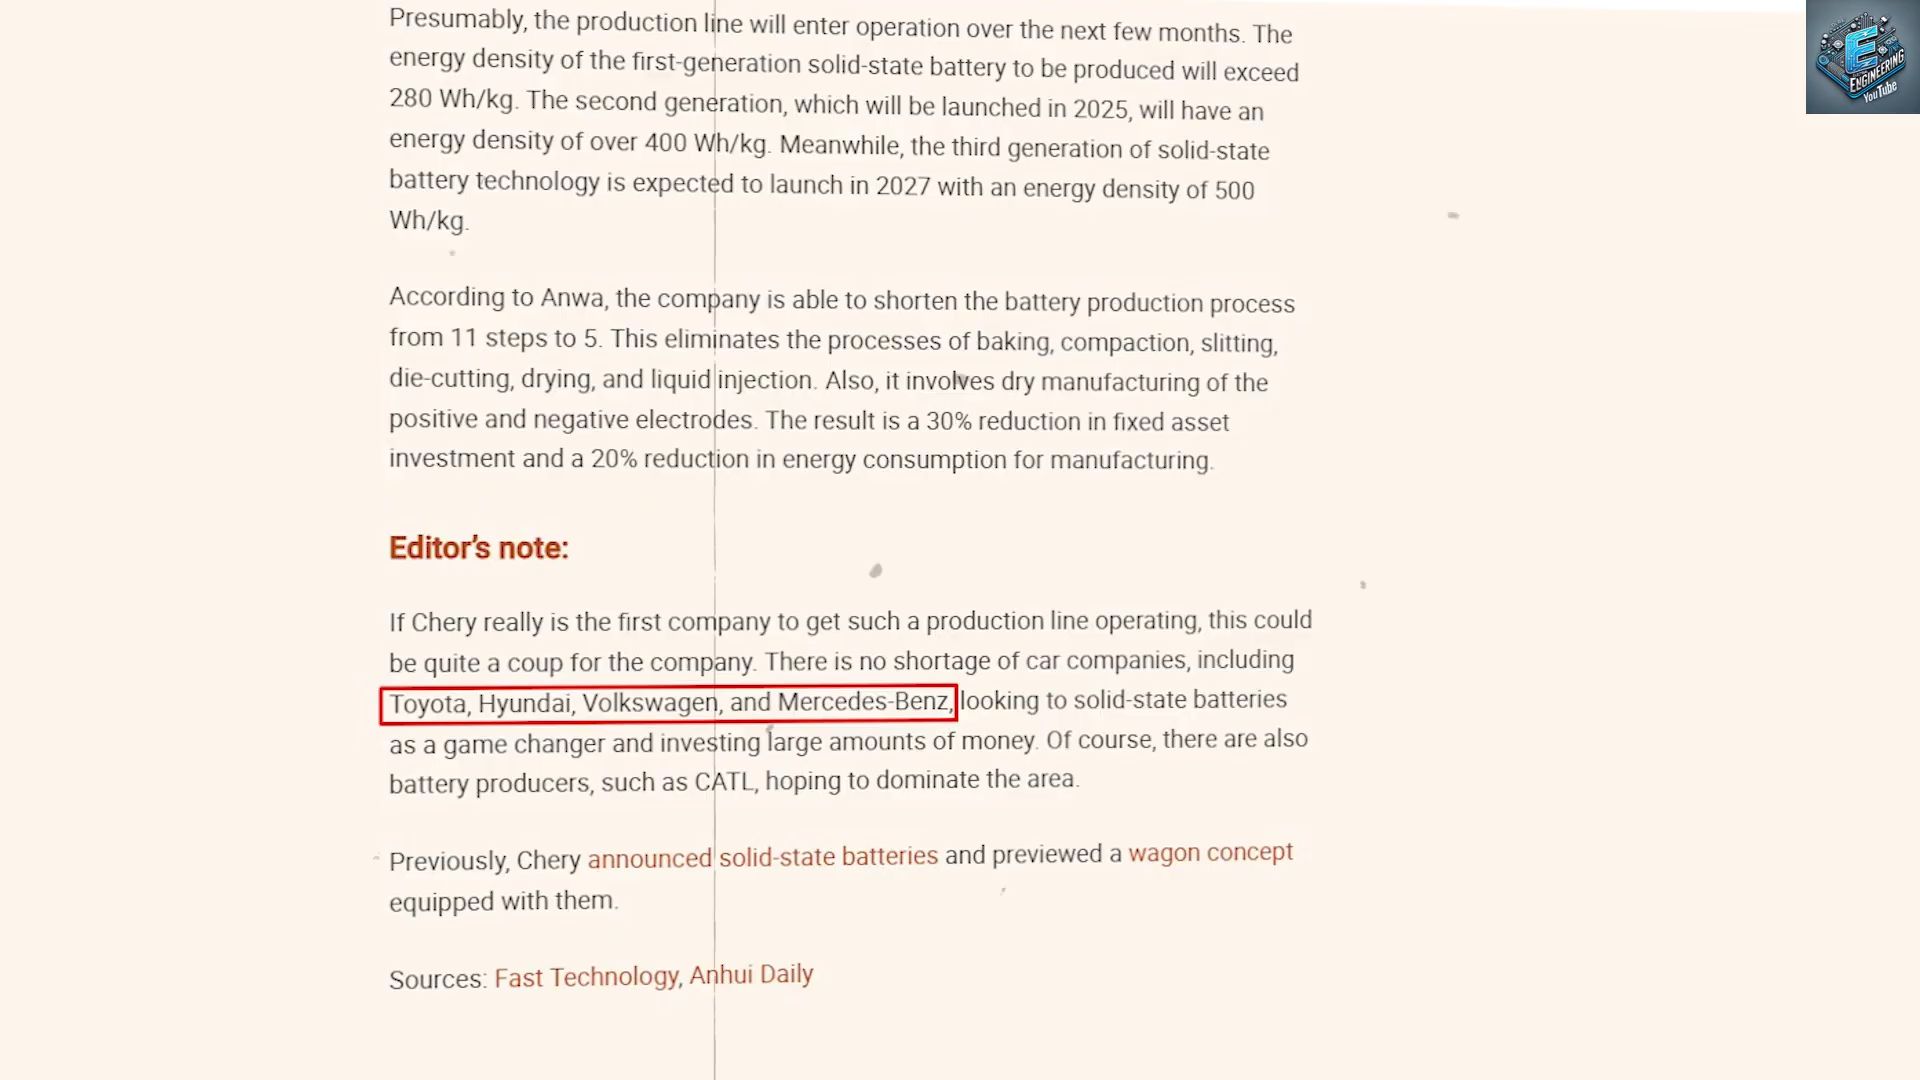 Presumably, the production line will enter operation over the next few months. The
energy density of the first-generation solid-state battery to be produced will exceed
280 Wh/kg. The second generation, which will be launched in 2025, will have an
energy density of over 400 Wh/kg. Meanwhile, the third generation of solid-state
battery technology is expected to launch in 2027 with an energy density of 500
Wh/kg.
According to Anwa, the company is able to shorten the battery production process
from 11 steps to 5. This eliminates the processes of baking, compaction, slitting,
die-cutting, drying, and liquid injection. Also, it involves dry manufacturing of the
positive and negative electrodes. The result is a 30% reduction in fixed asset
investment and a 20% reduction in energy consumption for manufacturing.
Editor's note:
If Chery really is the first company to get such a production line operating, this could
be quite a coup for the company. There is no shortage of car companies, including
Toyota, Hyundai, Volkswagen, and Mercedes-Benz, looking to solid-state batteries
as a game changer and investing large amounts of money. Of course, there are also
battery producers, such as CATL, hoping to dominate the area.
Previously, Chery announced solid-state batteries and previewed a wagon concept
equipped with them.
Sources: Fast Technology, Anhui Daily
E
ENGINEERING
YouTube